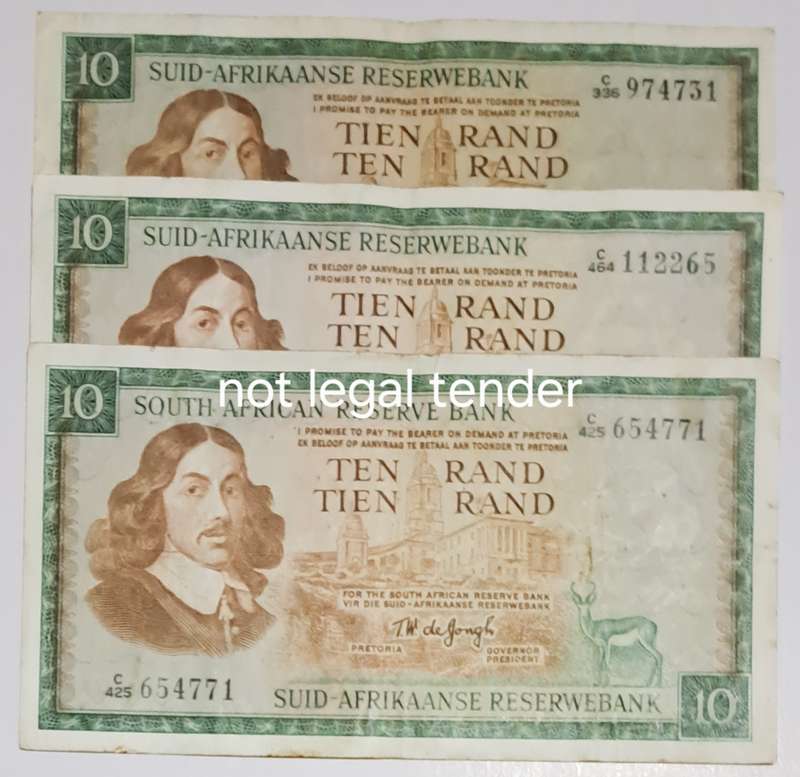 10
SUID-AFRIKAANSE RESERWEBANK
C
336 974731
EK BELOOF OP AANVRAAG TE BETAAL AAN TOONDER TE PRETORIA
I PROMISE TO PAY THE BEARER ON DEMAND AT PRETORIA
TIEN RAND
TEN RAND
10
SUID-AFRIKAANSE RESERWEBANK
C
464 112265
EK BELOOF OP AANVRAAG TE BETAAL AAN TOONDER TE PRETORIA
I PROMISE TO PAY THE BEARER ON DEMAND AT PRETORIA
TIEN RAND
TEN RAND
not legal tender
10
SOUTH AFRICAN RESERVE BANK
C
425 654771
I PROMISE TO PAY THE BEARER ON DEMAND AT PRETORIA
EK BELOOF OP AANVRAAG TE BETAAL AAN TOONDER TE PRETORIA
TEN RAND
TIEN RAND
FOR THE SOUTH AFRICAN RESERVE BANK
VIR DIE SUID-AFRIKAANSE RESERWEBANK
T W de Jongh
PRETORIA
GOVERNOR
PRESIDENT
C
425 654771
SUID-AFRIKAANSE RESERWEBANK
10